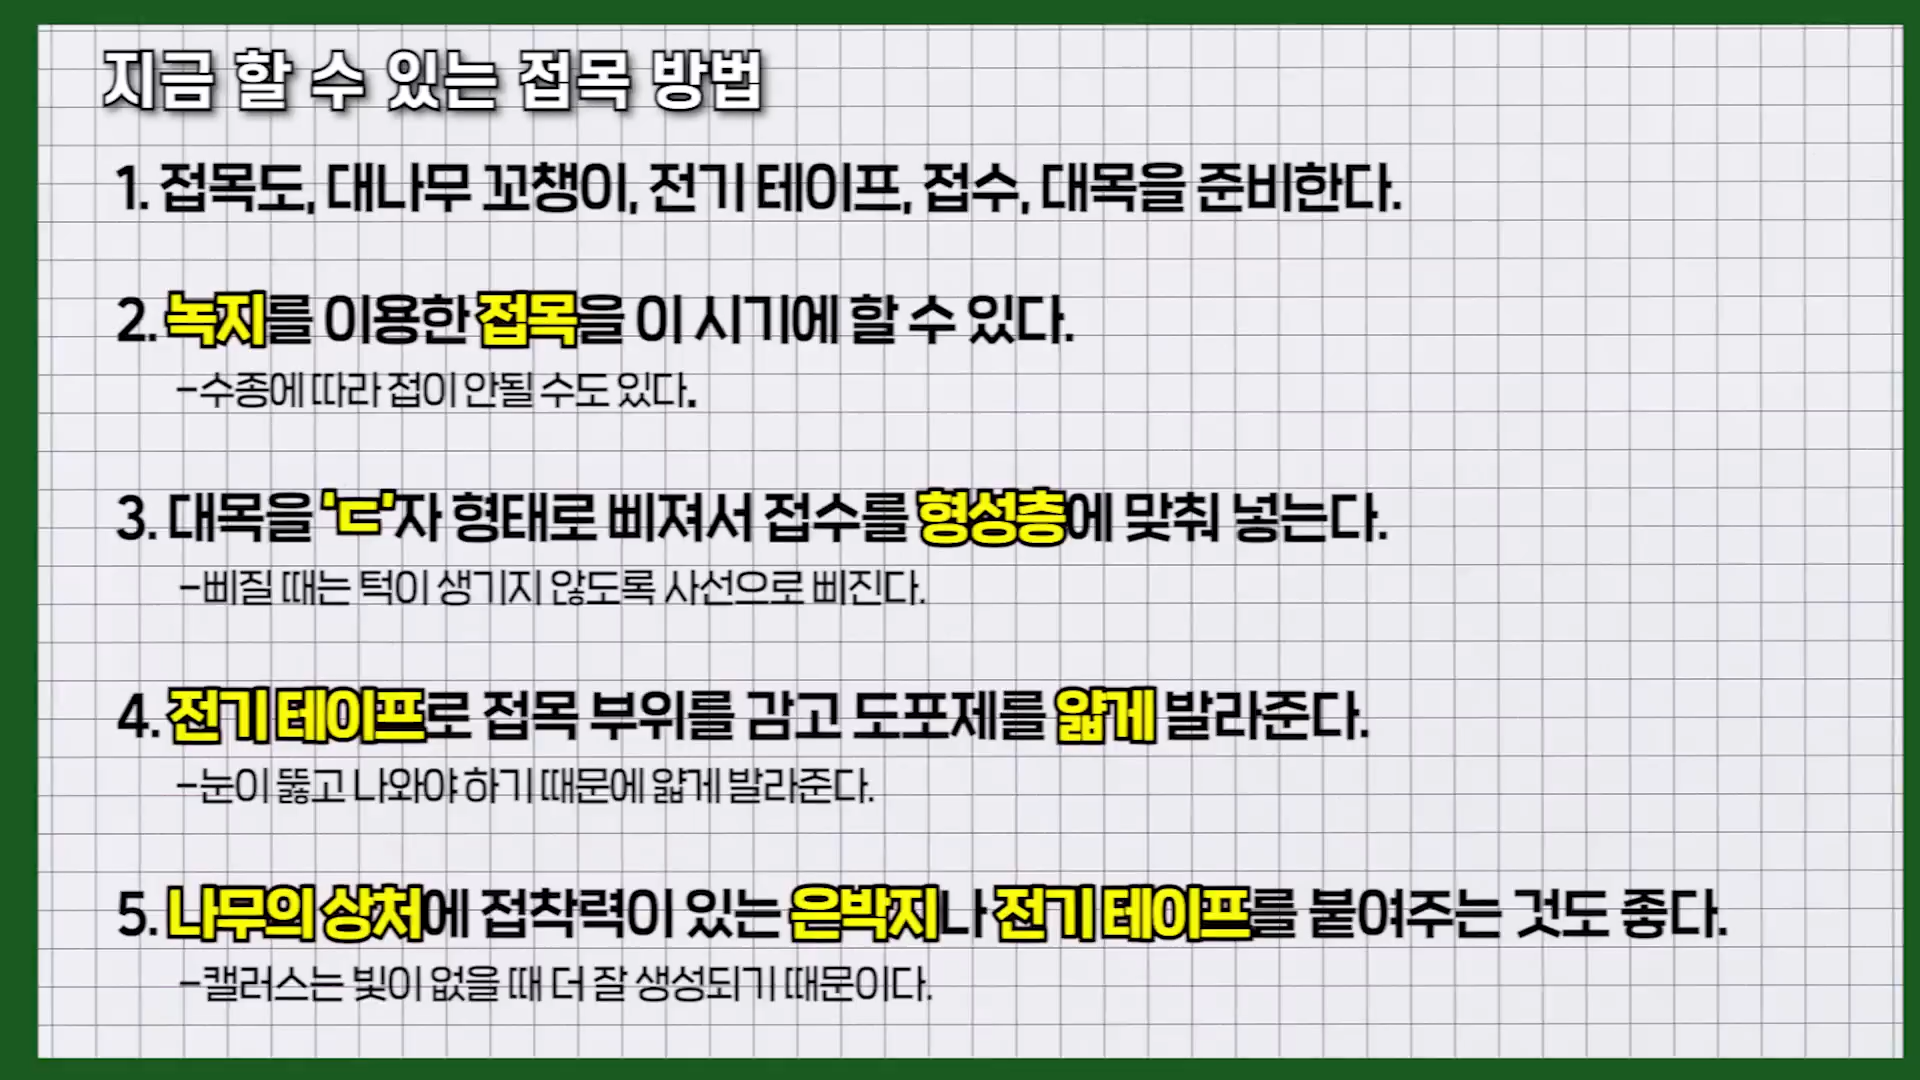 지금 할 수 있는 접목 방법
1. 접목도, 대나무 꼬챙이, 전기 테이프, 접수, 대목을 준비한다.
2. 녹지를 이용한 접목을 이 시기에 할 수 있다.
-수종에 따라 접이 안될 수도 있다.
3. 대목을 'ㄷ'자 형태로 삐져서 접수를 형성층에 맞춰 넣는다.
-삐질 때는 턱이 생기지 않도록 사선으로 삐진다.
4. 전기 테이프로 접목 부위를 감고 도포제를 얇게 발라준다.
-눈이 뚫고 나와야 하기 때문에 얇게 발라준다.
5. 나무의 상처에 접착력이 있는 은박지나 전기 테이프를 붙여주는 것도 좋다.
-캘러스는 빛이 없을 때 더 잘 생성되기 때문이다.